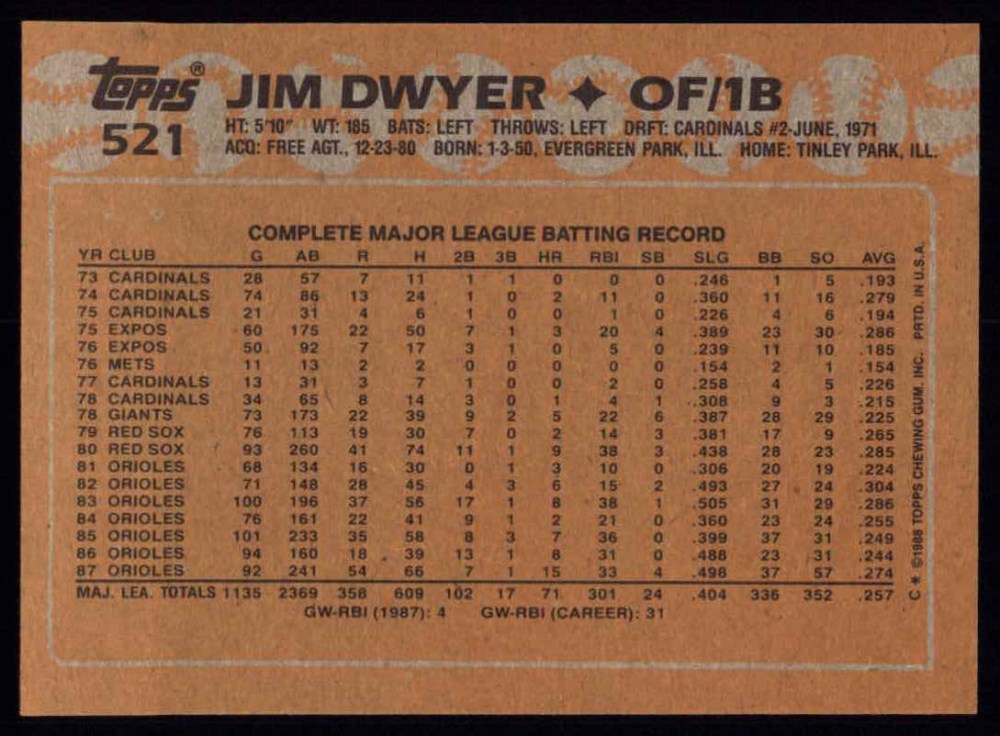 topps® JIM DWYER ✦ OF/1B
521 HT: 5'10" WT: 185 BATS: LEFT THROWS: LEFT DRFT: CARDINALS #2-JUNE, 1971
ACQ: FREE AGT., 12-23-80 BORN: 1-3-50, EVERGREEN PARK, ILL. HOME: TINLEY PARK, ILL.
COMPLETE MAJOR LEAGUE BATTING RECORD
YR CLUB G AB R H 2B 3B HR RBI SB SLG BB SO AVG
73 CARDINALS 28 57 7 11 1 1 0 0 0 .246 1 5 .193
74 CARDINALS 74 86 13 24 1 0 2 11 0 .360 11 16 .279
75 CARDINALS 21 31 4 6 1 0 0 1 0 .226 4 6 .194
75 EXPOS 60 175 22 50 7 1 3 20 4 .389 23 30 .286
76 EXPOS 50 92 7 17 3 1 0 5 0 .239 11 10 .185
76 METS 11 13 2 2 0 0 0 0 0 .154 2 1 .154
77 CARDINALS 13 31 3 7 1 0 0 2 0 .258 4 5 .226
78 CARDINALS 34 65 8 14 3 0 1 4 1 .308 9 3 .215
78 GIANTS 73 173 22 39 9 2 5 22 6 .387 28 29 .225
79 RED SOX 76 113 19 30 7 0 2 14 3 .381 17 9 .265
80 RED SOX 93 260 41 74 11 1 9 38 3 .438 28 23 .285
81 ORIOLES 68 134 16 30 0 1 3 10 0 .306 20 19 .224
82 ORIOLES 71 148 28 45 4 3 6 15 2 .493 27 24 .304
83 ORIOLES 100 196 37 56 17 1 8 38 1 .505 31 29 .286
84 ORIOLES 76 161 22 41 9 1 2 21 0 .360 23 24 .255
85 ORIOLES 101 233 35 58 8 3 7 36 0 .399 37 31 .249
86 ORIOLES 94 160 18 39 13 1 8 31 0 .488 23 31 .244
87 ORIOLES 92 241 54 66 7 1 15 33 4 .498 37 57 .274
MAJ. LEA. TOTALS 1135 2369 358 609 102 17 71 301 24 .404 336 352 .257
GW-RBI (1987): 4 GW-RBI (CAREER): 31
C* ©1988 TOPPS CHEWING GUM, INC. PRTD. IN U.S.A.